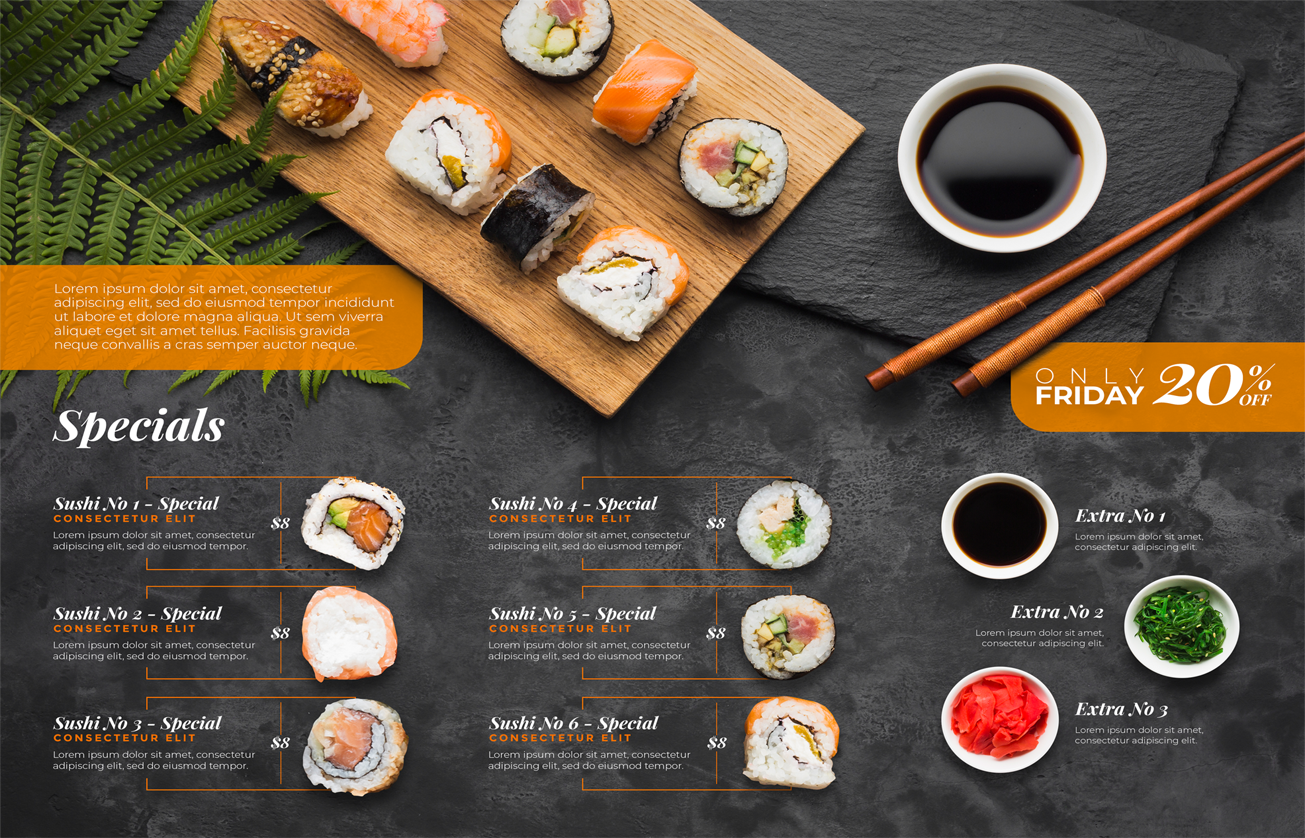 Lorem ipsum dolor sit amet, consectetur
adipiscing elit, sed do eiusmod tempor incididunt
ut labore et dolore magna aliqua. Ut sem viverra
aliquet eget sit amet tellus. Facilisis gravida
neque convallis a cras semper auctor neque.
ONLY
FRIDAY 20% OFF
Specials
Sushi No 1 - Special
CONSECTETUR ELIT
$8
Lorem ipsum dolor sit amet, consectetur
adipiscing elit, sed do eiusmod tempor.
Sushi No 2 - Special
CONSECTETUR ELIT
$8
Lorem ipsum dolor sit amet, consectetur
adipiscing elit, sed do eiusmod tempor.
Sushi No 3 - Special
CONSECTETUR ELIT
$8
Lorem ipsum dolor sit amet, consectetur
adipiscing elit, sed do eiusmod tempor.
Sushi No 4 - Special
CONSECTETUR ELIT
$8
Lorem ipsum dolor sit amet, consectetur
adipiscing elit, sed do eiusmod tempor.
Sushi No 5 - Special
CONSECTETUR ELIT
$8
Lorem ipsum dolor sit amet, consectetur
adipiscing elit, sed do eiusmod tempor.
Sushi No 6 - Special
CONSECTETUR ELIT
$8
Lorem ipsum dolor sit amet, consectetur
adipiscing elit, sed do eiusmod tempor.
Extra No 1
Lorem ipsum dolor sit amet,
consectetur adipiscing elit.
Extra No 2
Lorem ipsum dolor sit amet,
consectetur adipiscing elit.
Extra No 3
Lorem ipsum dolor sit amet,
consectetur adipiscing elit.